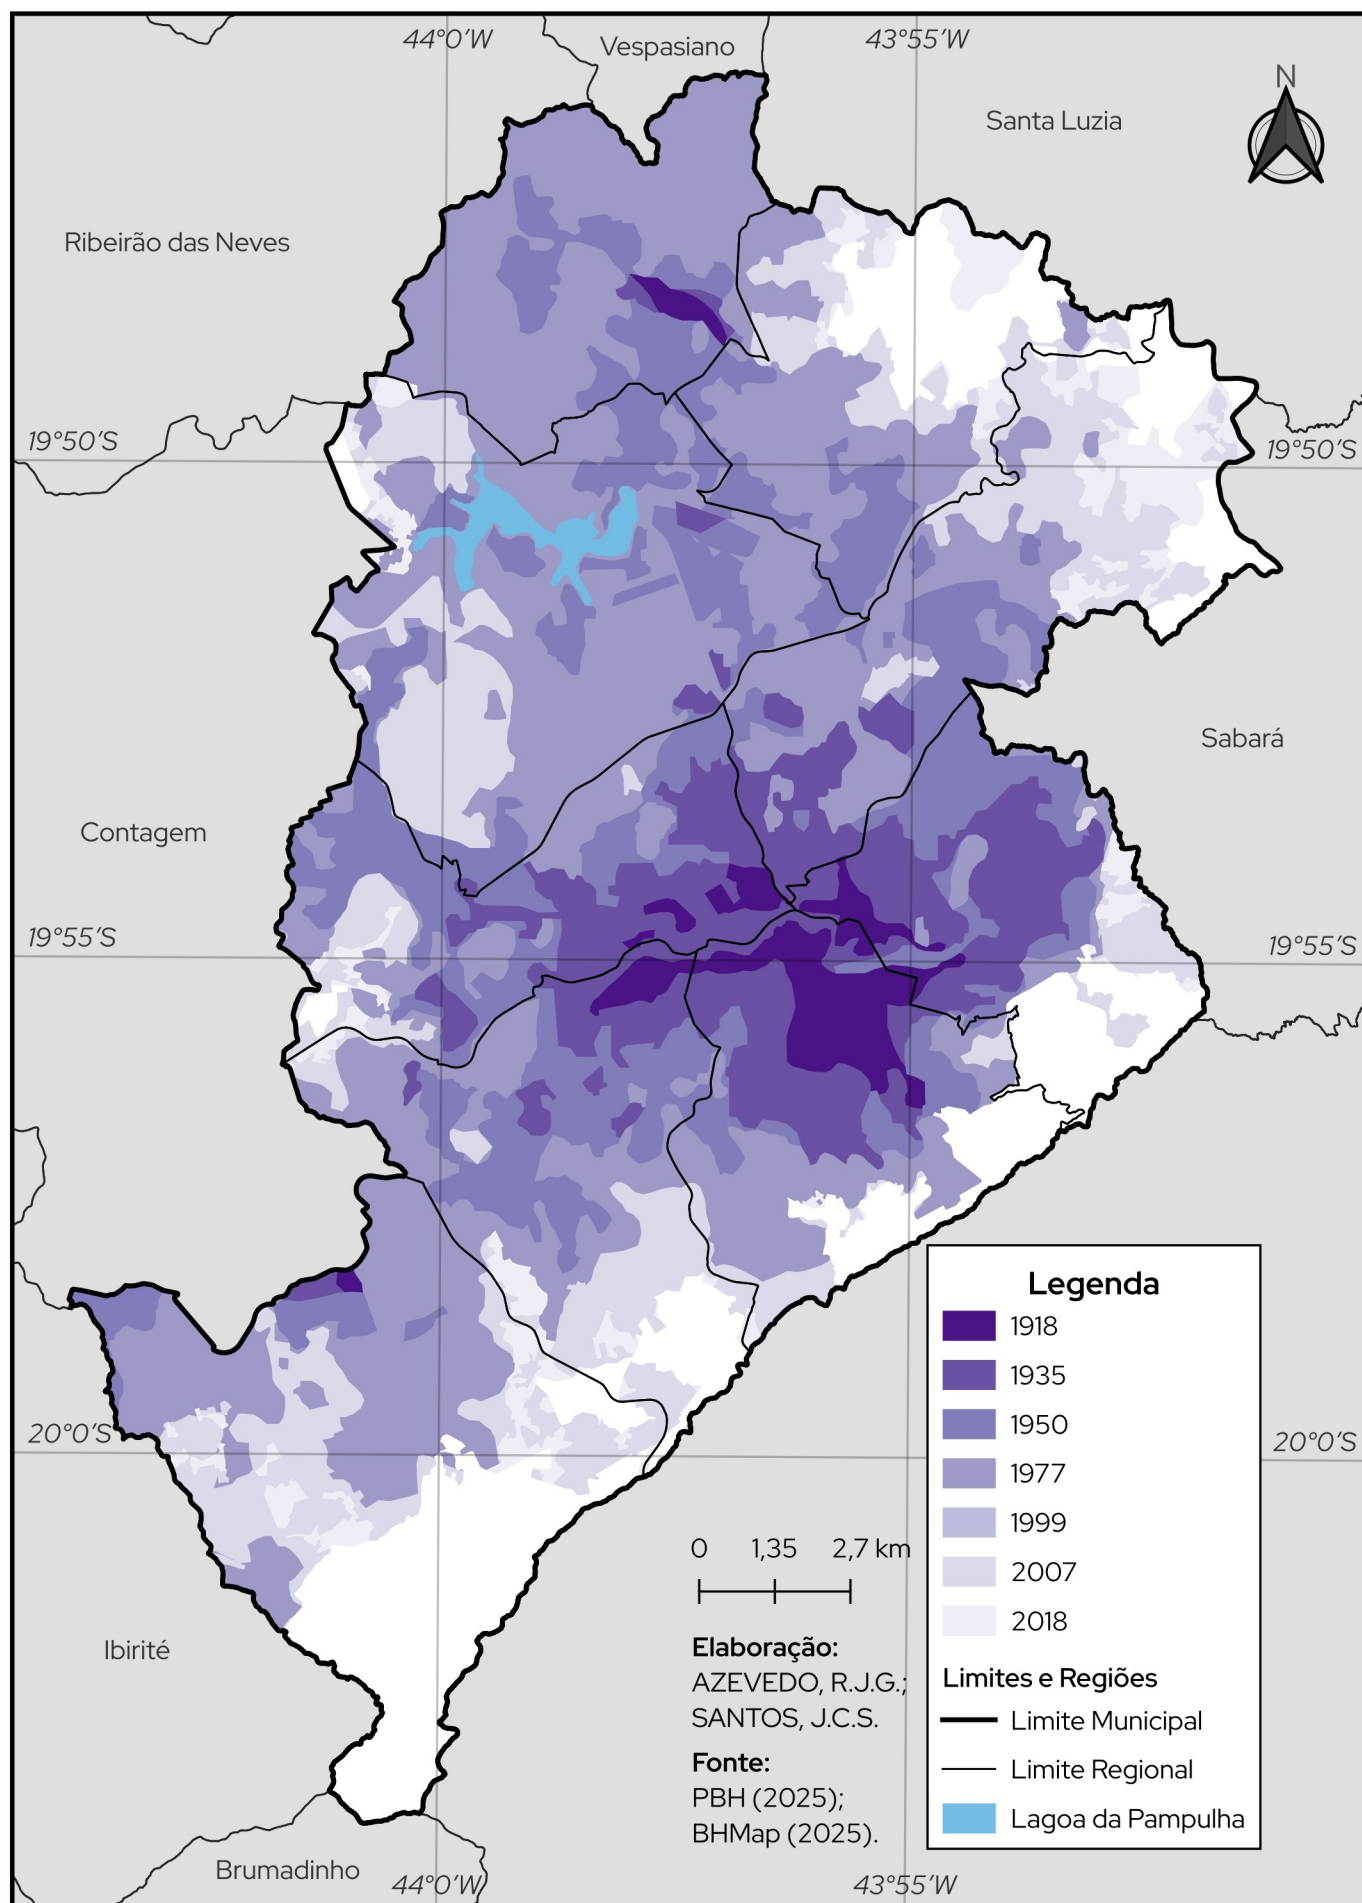 44°0'W
Vespasiano
43°55'W
N
Santa Luzia
Ribeirão das Neves
19°50'S
19°50'S
Sabará
Contagem
19°55'S
19°55'S
Legenda
1918
1935
1950
1977
1999
2007
2018
Limites e Regiões
Limite Municipal
Limite Regional
Lagoa da Pampulha
20°0'S
20°0'S
0 1,35 2,7 km
Elaboração:
AZEVEDO, R.J.G.;
SANTOS, J.C.S.
Fonte:
PBH (2025);
BHMap (2025).
Ibirité
Brumadinho
44°0'W
43°55'W